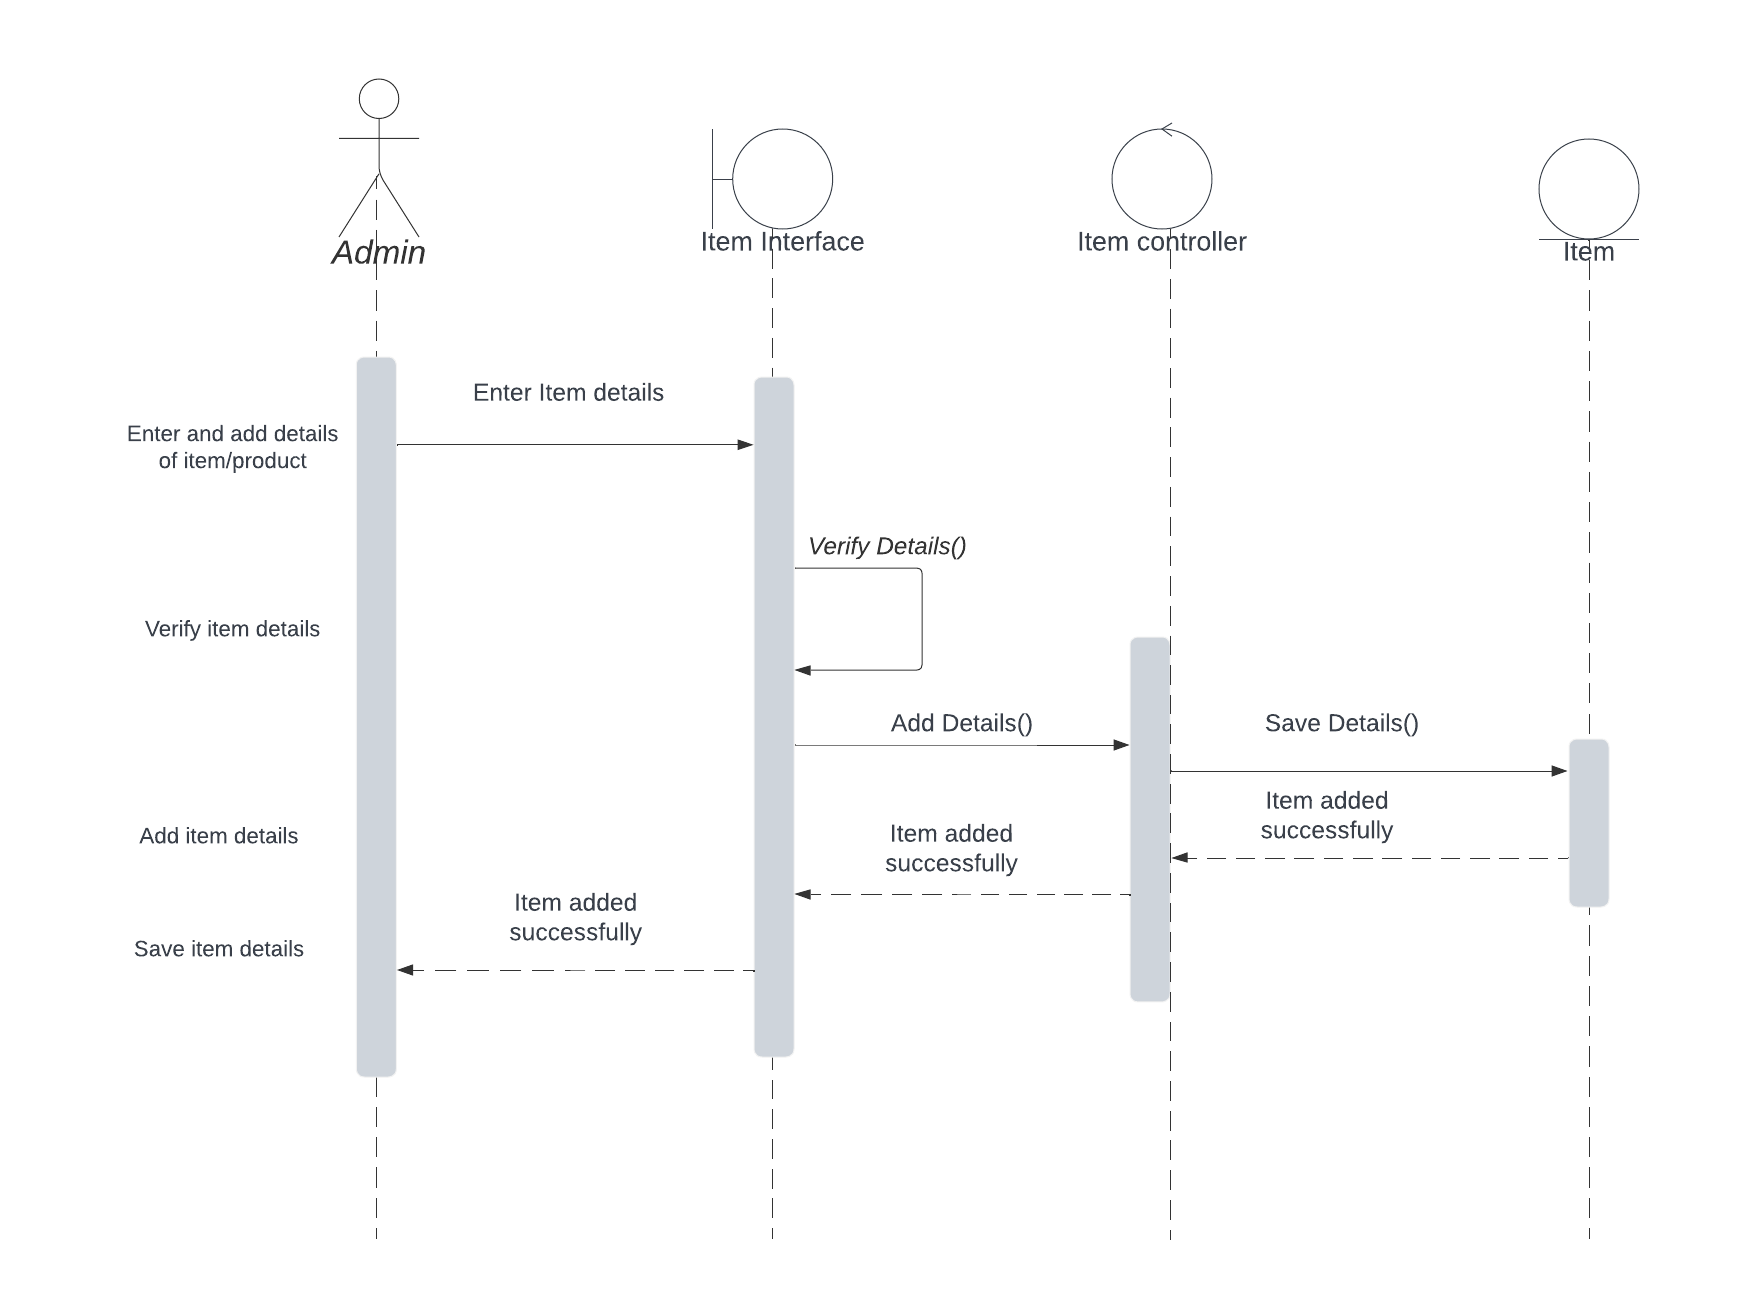 Admin
Item Interface
Item controller
Item
Enter Item details
Enter and add details
of item/product
Verify Details()
Verify item details
Add Details()
Save Details()
Item added
successfully
Item added
successfully
Add item details
Item added
successfully
Save item details